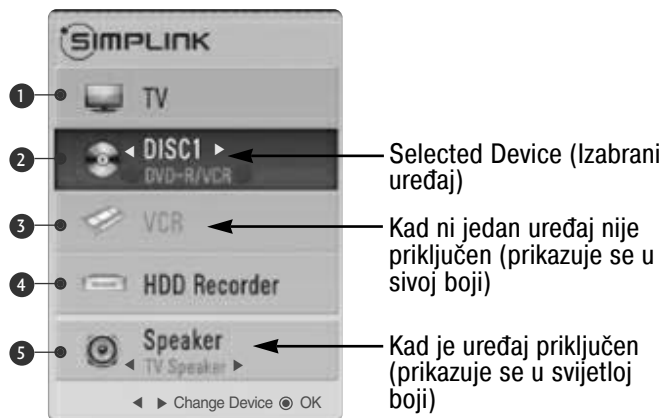 SIMPLINK
1 TV
2 ◄ DISC1 ►
DVD-R/VCR
Selected Device (Izabrani
uređaj)
3 VCR
Kad ni jedan uređaj nije
priključen (prikazuje se u
sivoj boji)
4 HDD Recorder
5 Speaker
◄ TV Speaker ►
Kad je uređaj priključen
(prikazuje se u svijetloj
boji)
◄ ► Change Device ◉ OK